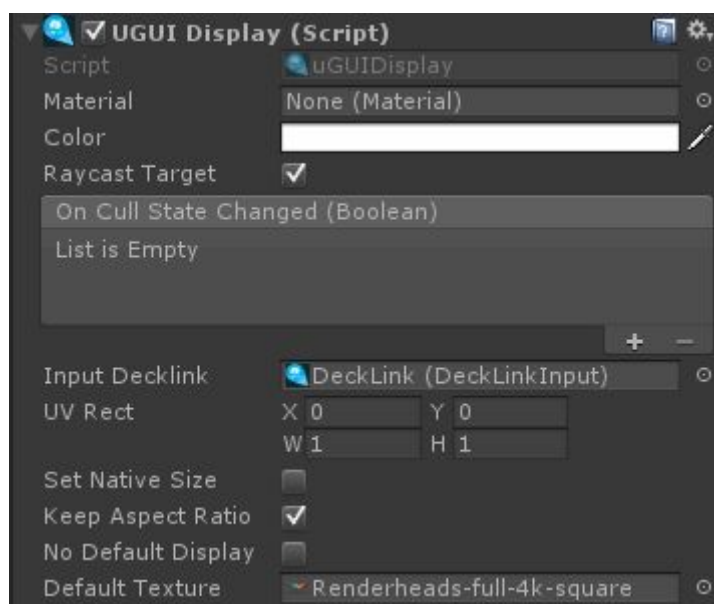 UGUI Display (Script)
Script uGUIDisplay
Material None (Material)
Color
Raycast Target
On Cull State Changed (Boolean)
List is Empty
+ −
Input Decklink DeckLink (DeckLinkInput)
UV Rect X 0 Y 0
W 1 H 1
Set Native Size
Keep Aspect Ratio
No Default Display
Default Texture Renderheads-full-4k-square